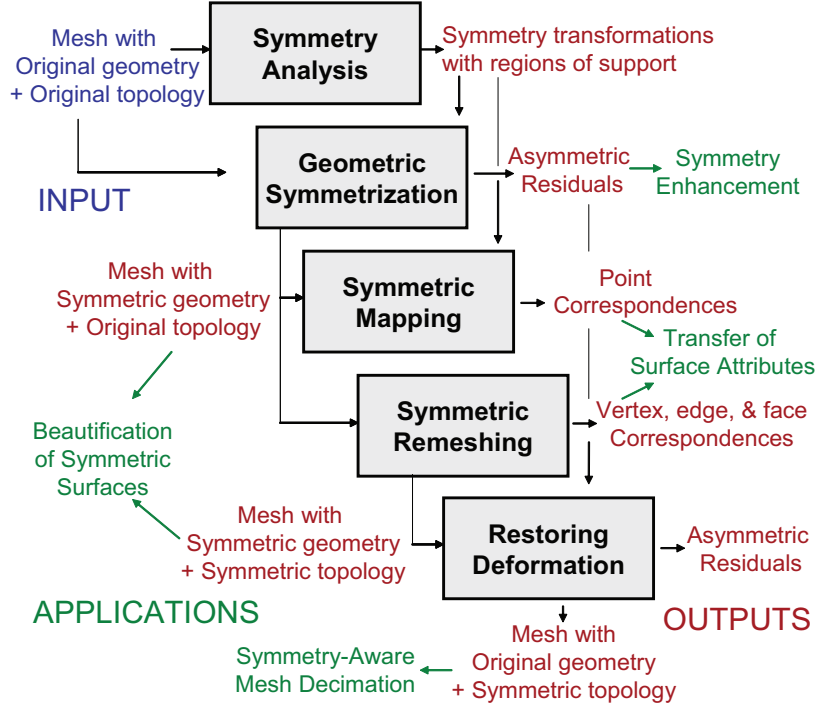 Mesh with
Original geometry
+ Original topology
Symmetry
Analysis
Symmetry transformations
with regions of support
INPUT
Geometric
Symmetrization
Asymmetric
Residuals
Symmetry
Enhancement
Mesh with
Symmetric geometry
+ Original topology
Symmetric
Mapping
Point
Correspondences
Transfer of
Surface Attributes
Beautification
of Symmetric
Surfaces
Symmetric
Remeshing
Vertex, edge, & face
Correspondences
Mesh with
Symmetric geometry
+ Symmetric topology
Restoring
Deformation
Asymmetric
Residuals
APPLICATIONS
OUTPUTS
Symmetry-Aware
Mesh Decimation
Mesh with
Original geometry
+ Symmetric topology